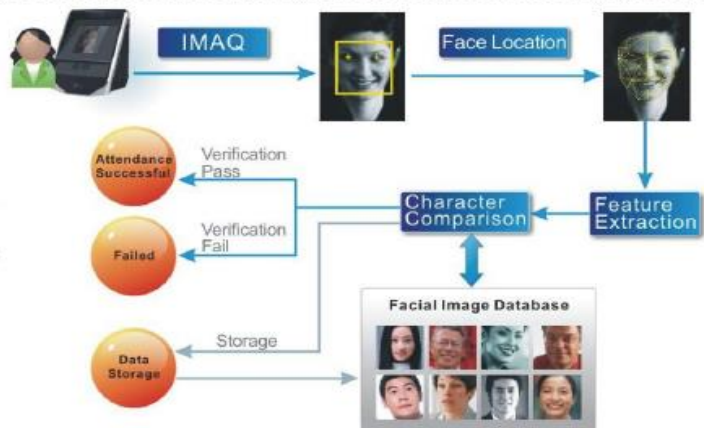 IMAQ
Face Location
Attendance
Successful
Verification
Pass
Verification
Fail
Failed
Character
Comparison
Feature
Extraction
Facial Image Database
Storage
Data
Storage